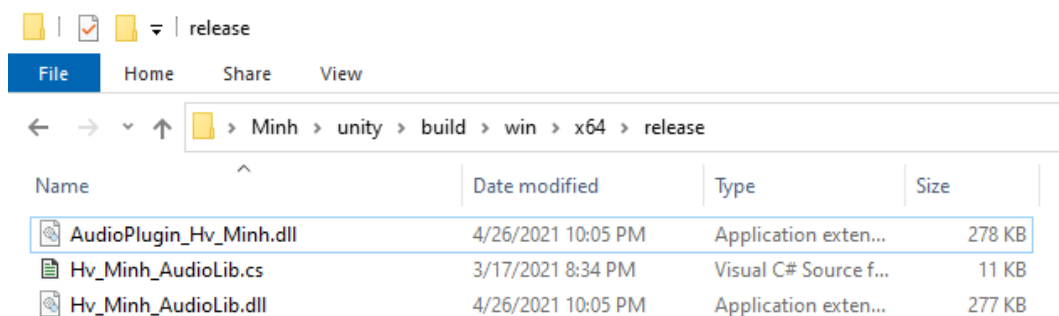 release
File Home Share View
Minh > unity > build > win > x64 > release
Name Date modified Type Size
AudioPlugin_Hv_Minh.dll 4/26/2021 10:05 PM Application exten... 278 KB
Hv_Minh_AudioLib.cs 3/17/2021 8:34 PM Visual C# Source f... 11 KB
Hv_Minh_AudioLib.dll 4/26/2021 10:05 PM Application exten... 277 KB